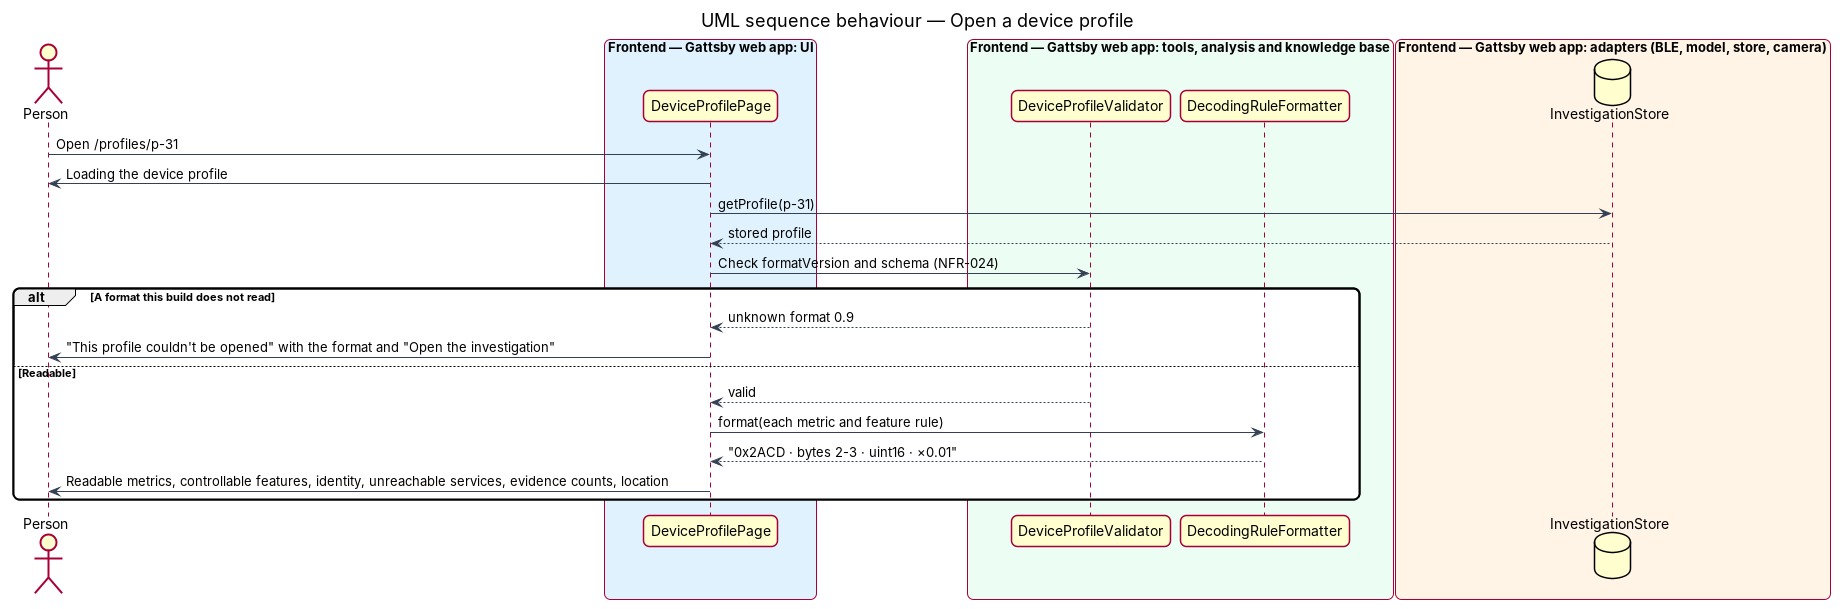 UML sequence behaviour — Open a device profile
Frontend — Gattsby web app: UI
Frontend — Gattsby web app: tools, analysis and knowledge base
Frontend — Gattsby web app: adapters (BLE, model, store, camera)
Person
DeviceProfilePage
DeviceProfileValidator
DecodingRuleFormatter
InvestigationStore
Open /profiles/p-31
Loading the device profile
getProfile(p-31)
stored profile
Check formatVersion and schema (NFR-024)
alt
[A format this build does not read]
unknown format 0.9
"This profile couldn't be opened" with the format and "Open the investigation"
[Readable]
valid
format(each metric and feature rule)
"0x2ACD · bytes 2-3 · uint16 · ×0.01"
Readable metrics, controllable features, identity, unreachable services, evidence counts, location
Person
DeviceProfilePage
DeviceProfileValidator
DecodingRuleFormatter
InvestigationStore